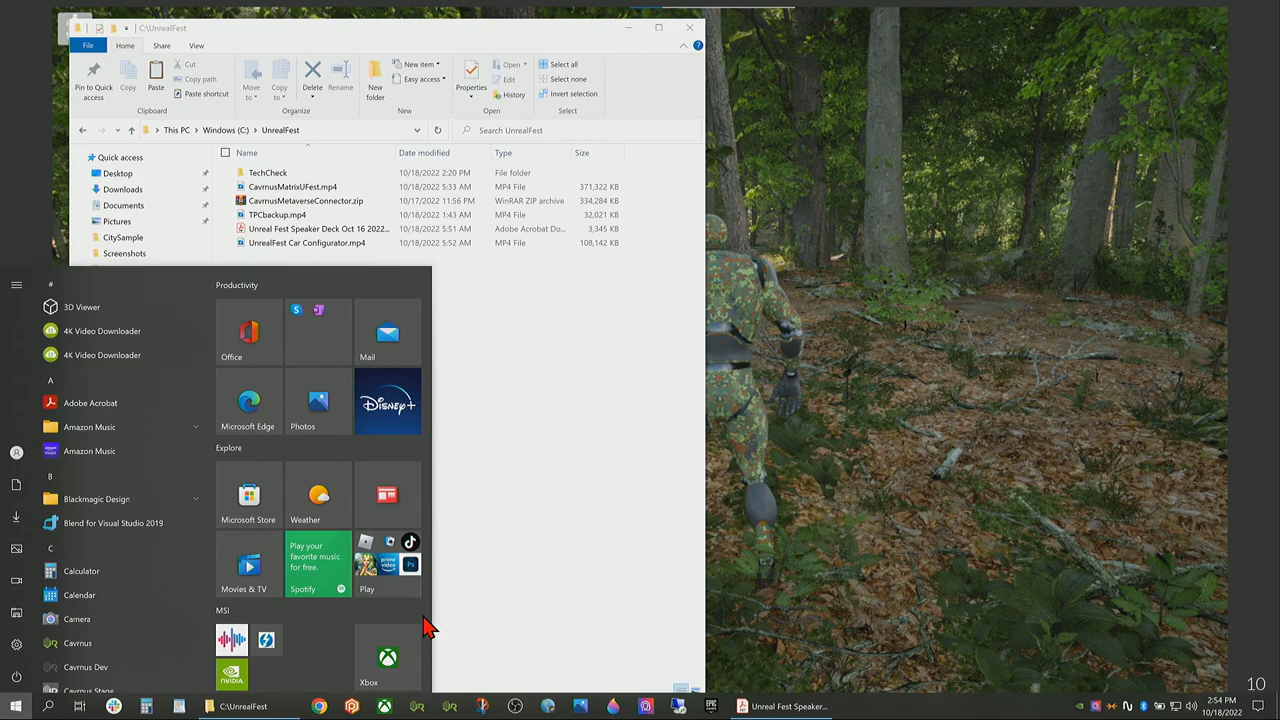 C:\UnrealFest
File
Home
Share
View
Pin to Quick access
Copy
Paste
Cut
Copy path
Paste shortcut
Move to
Copy to
Delete
Rename
New folder
New item
Easy access
Properties
Open
Edit
History
Select all
Select none
Invert selection
Clipboard
Organize
New
Open
Select
This PC
Windows (C:)
UnrealFest
Search UnrealFest
Name
Date modified
Type
Size
Quick access
Desktop
Downloads
Documents
Pictures
CitySample
Screenshots
TechCheck 10/18/2022 2:20 PM File folder
CavrnusMatrixUFest.mp4 10/18/2022 5:33 AM MP4 File 371,322 KB
CavrnusMetaverseConnector.zip 10/17/2022 11:56 PM WinRAR ZIP archive 334,284 KB
TPCbackup.mp4 10/18/2022 1:43 AM MP4 File 32,021 KB
Unreal Fest Speaker Deck Oct 16 2022... 10/18/2022 5:51 AM Adobe Acrobat Do... 3,345 KB
UnrealFest Car Configurator.mp4 10/18/2022 5:52 AM MP4 File 108,142 KB
#
3D Viewer
4K Video Downloader
4K Video Downloader
A
Adobe Acrobat
Amazon Music
Amazon Music
B
Blackmagic Design
Blend for Visual Studio 2019
C
Calculator
Calendar
Camera
Cavrnus
Cavrnus Dev
Cavrnus Stage
Productivity
Office
Mail
Microsoft Edge
Photos
Disney+
Explore
Microsoft Store
Weather
Movies & TV
Play your
favorite music
for free.
Spotify
prime video
Ps
Play
MSI
NVIDIA
Xbox
C:\UnrealFest
EPIC
Unreal Fest Speaker...
10
2:54 PM
10/18/2022